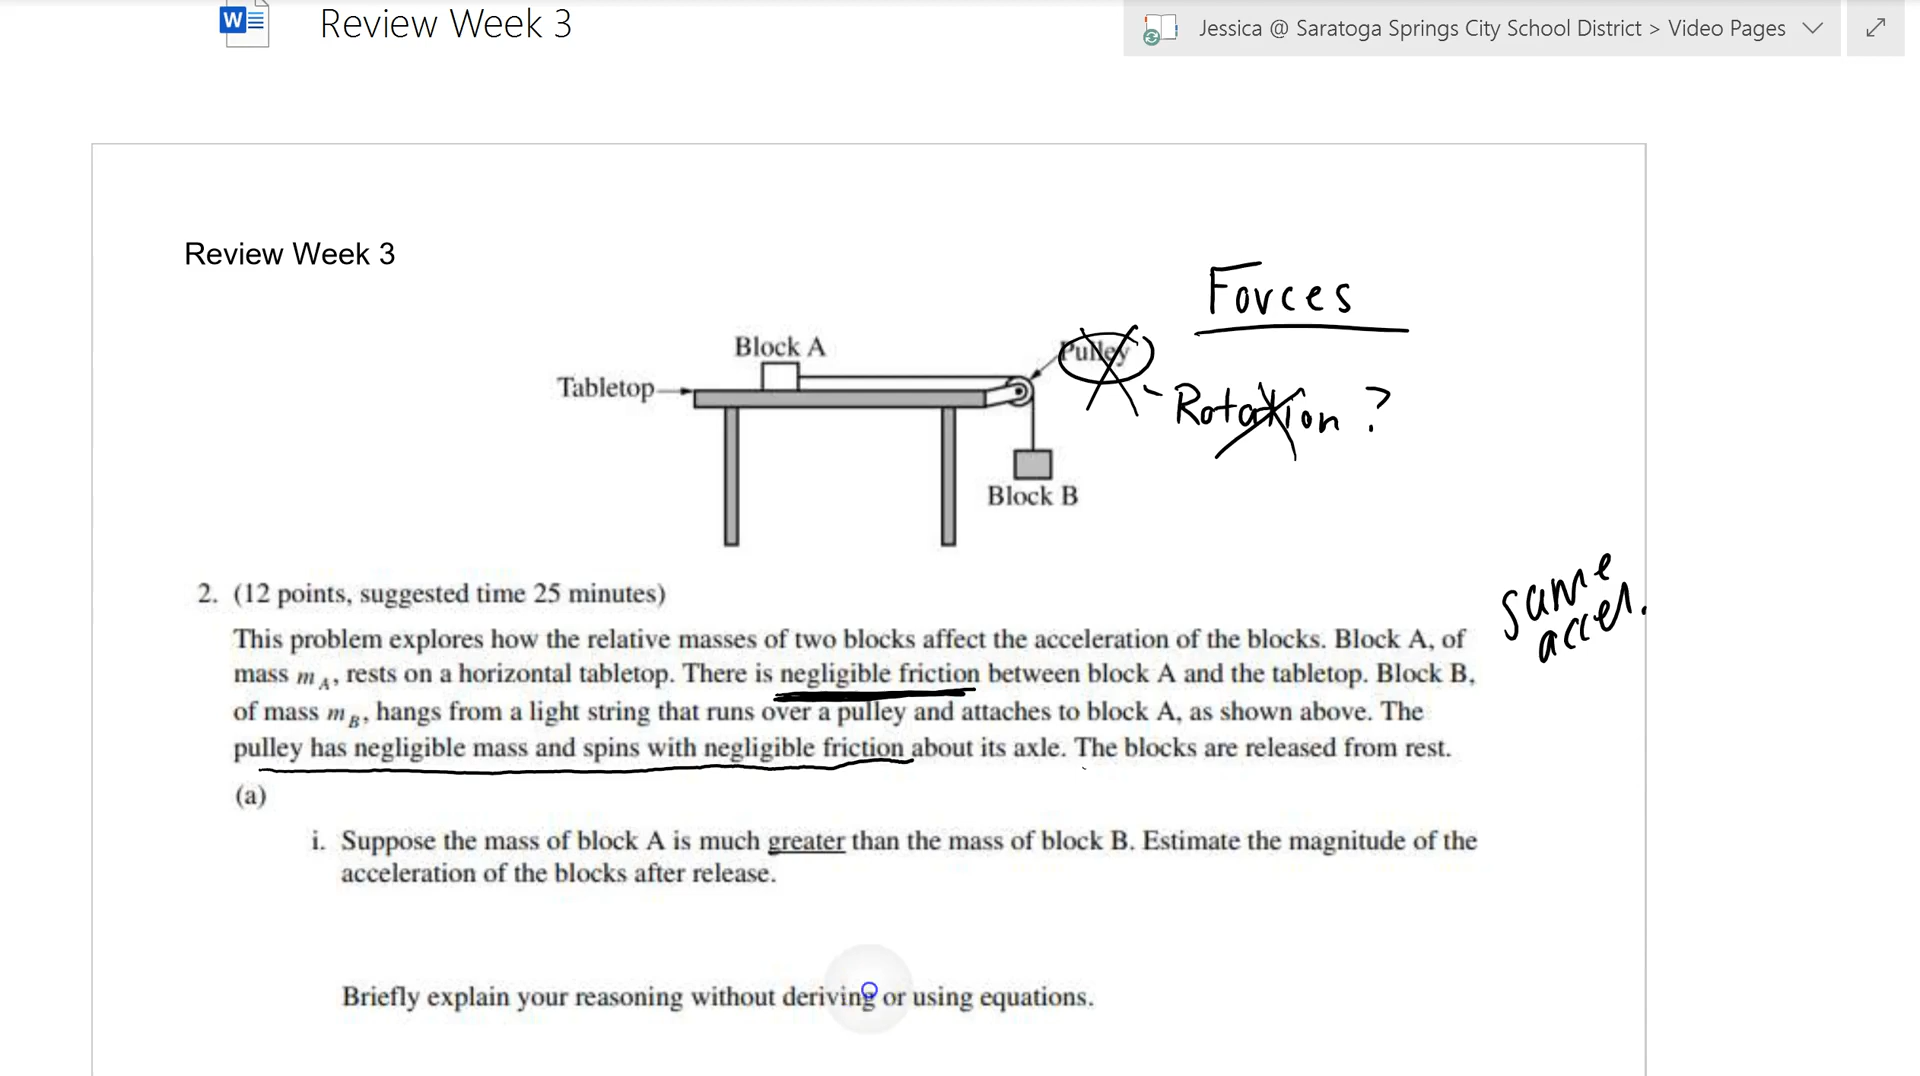 Review Week 3
Jessica @ Saratoga Springs City School District > Video Pages
Review Week 3
Forces
Block A
Pulley
Tabletop
Rotation ?
Block B
same
accel.
2. (12 points, suggested time 25 minutes)
This problem explores how the relative masses of two blocks affect the acceleration of the blocks. Block A, of
mass m_A, rests on a horizontal tabletop. There is negligible friction between block A and the tabletop. Block B,
of mass m_B, hangs from a light string that runs over a pulley and attaches to block A, as shown above. The
pulley has negligible mass and spins with negligible friction about its axle. The blocks are released from rest.
(a)
i. Suppose the mass of block A is much greater than the mass of block B. Estimate the magnitude of the
acceleration of the blocks after release.
Briefly explain your reasoning without deriving or using equations.